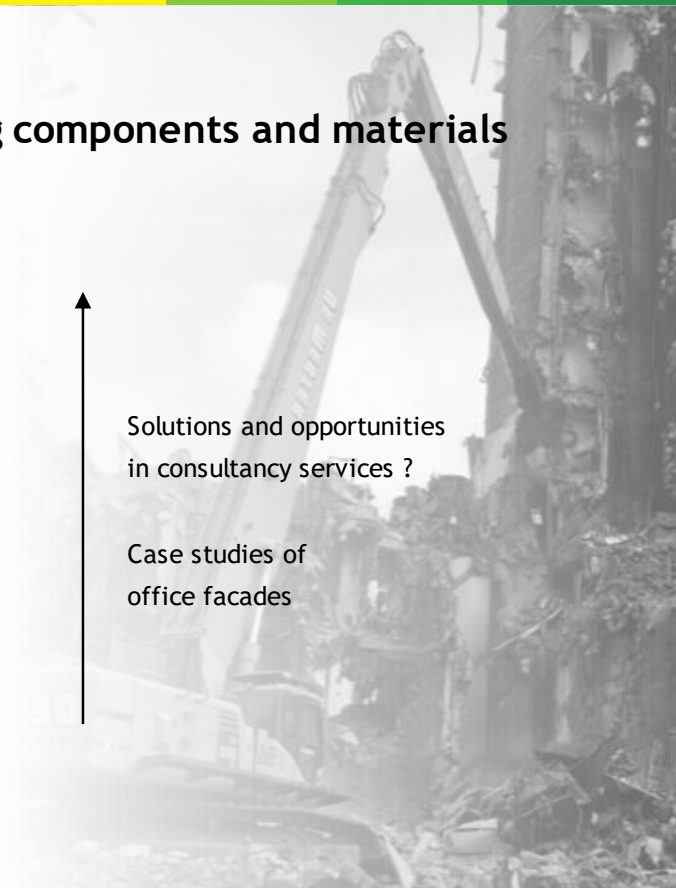 components and materials
Solutions and opportunities
in consultancy services ?
Case studies of
office facades